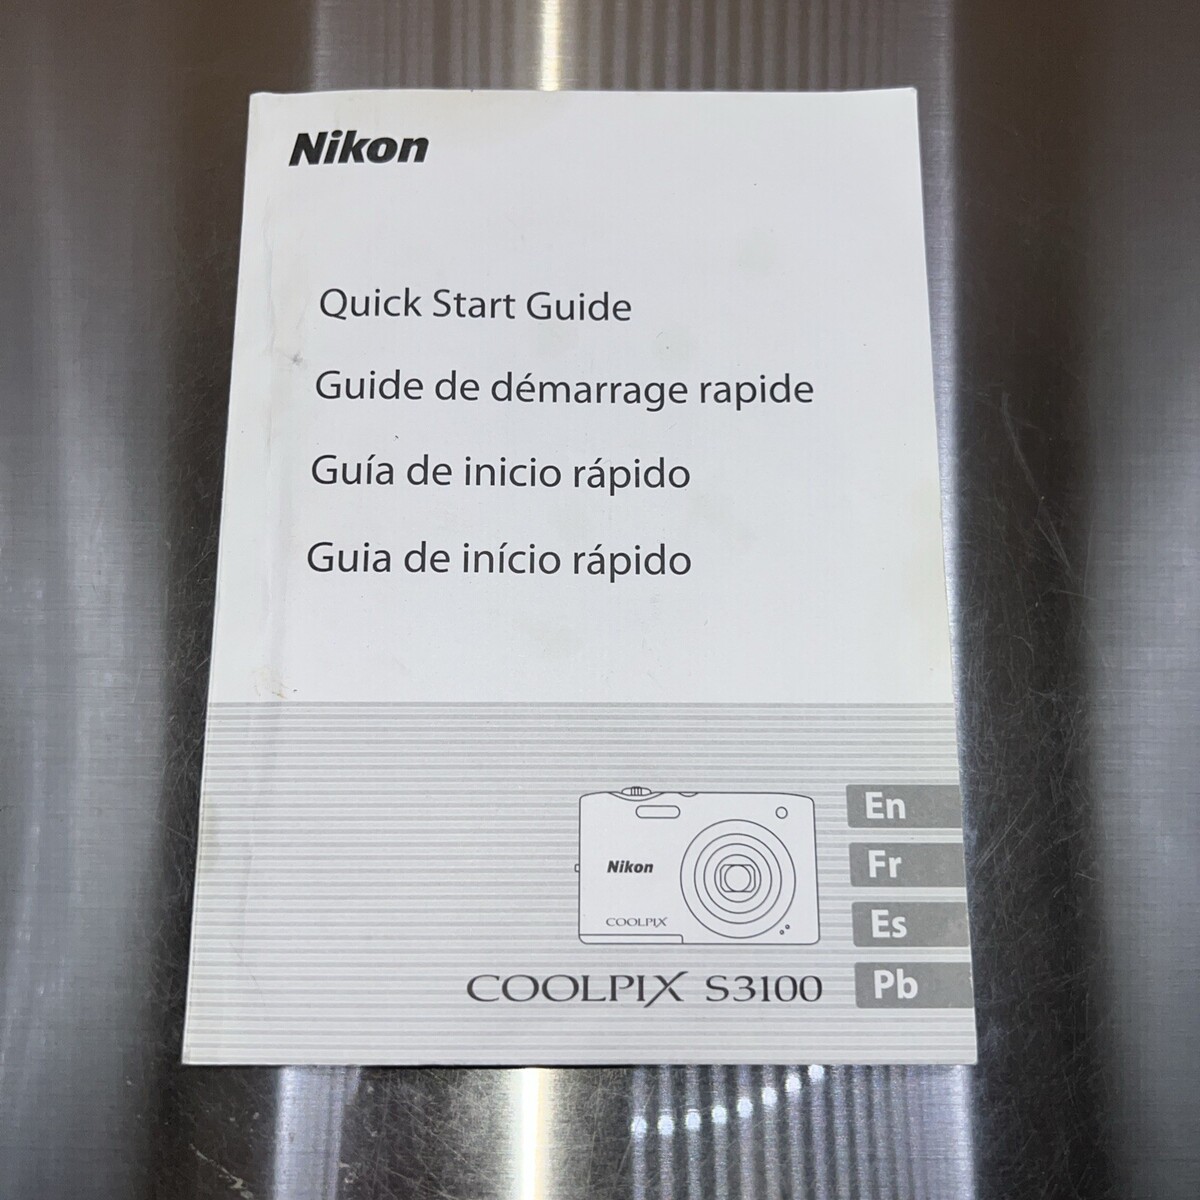 Nikon
Quick Start Guide
Guide de démarrage rapide
Guía de inicio rápido
Guia de início rápido
Nikon
COOLPIX
COOLPIX S3100
En
Fr
Es
Pb